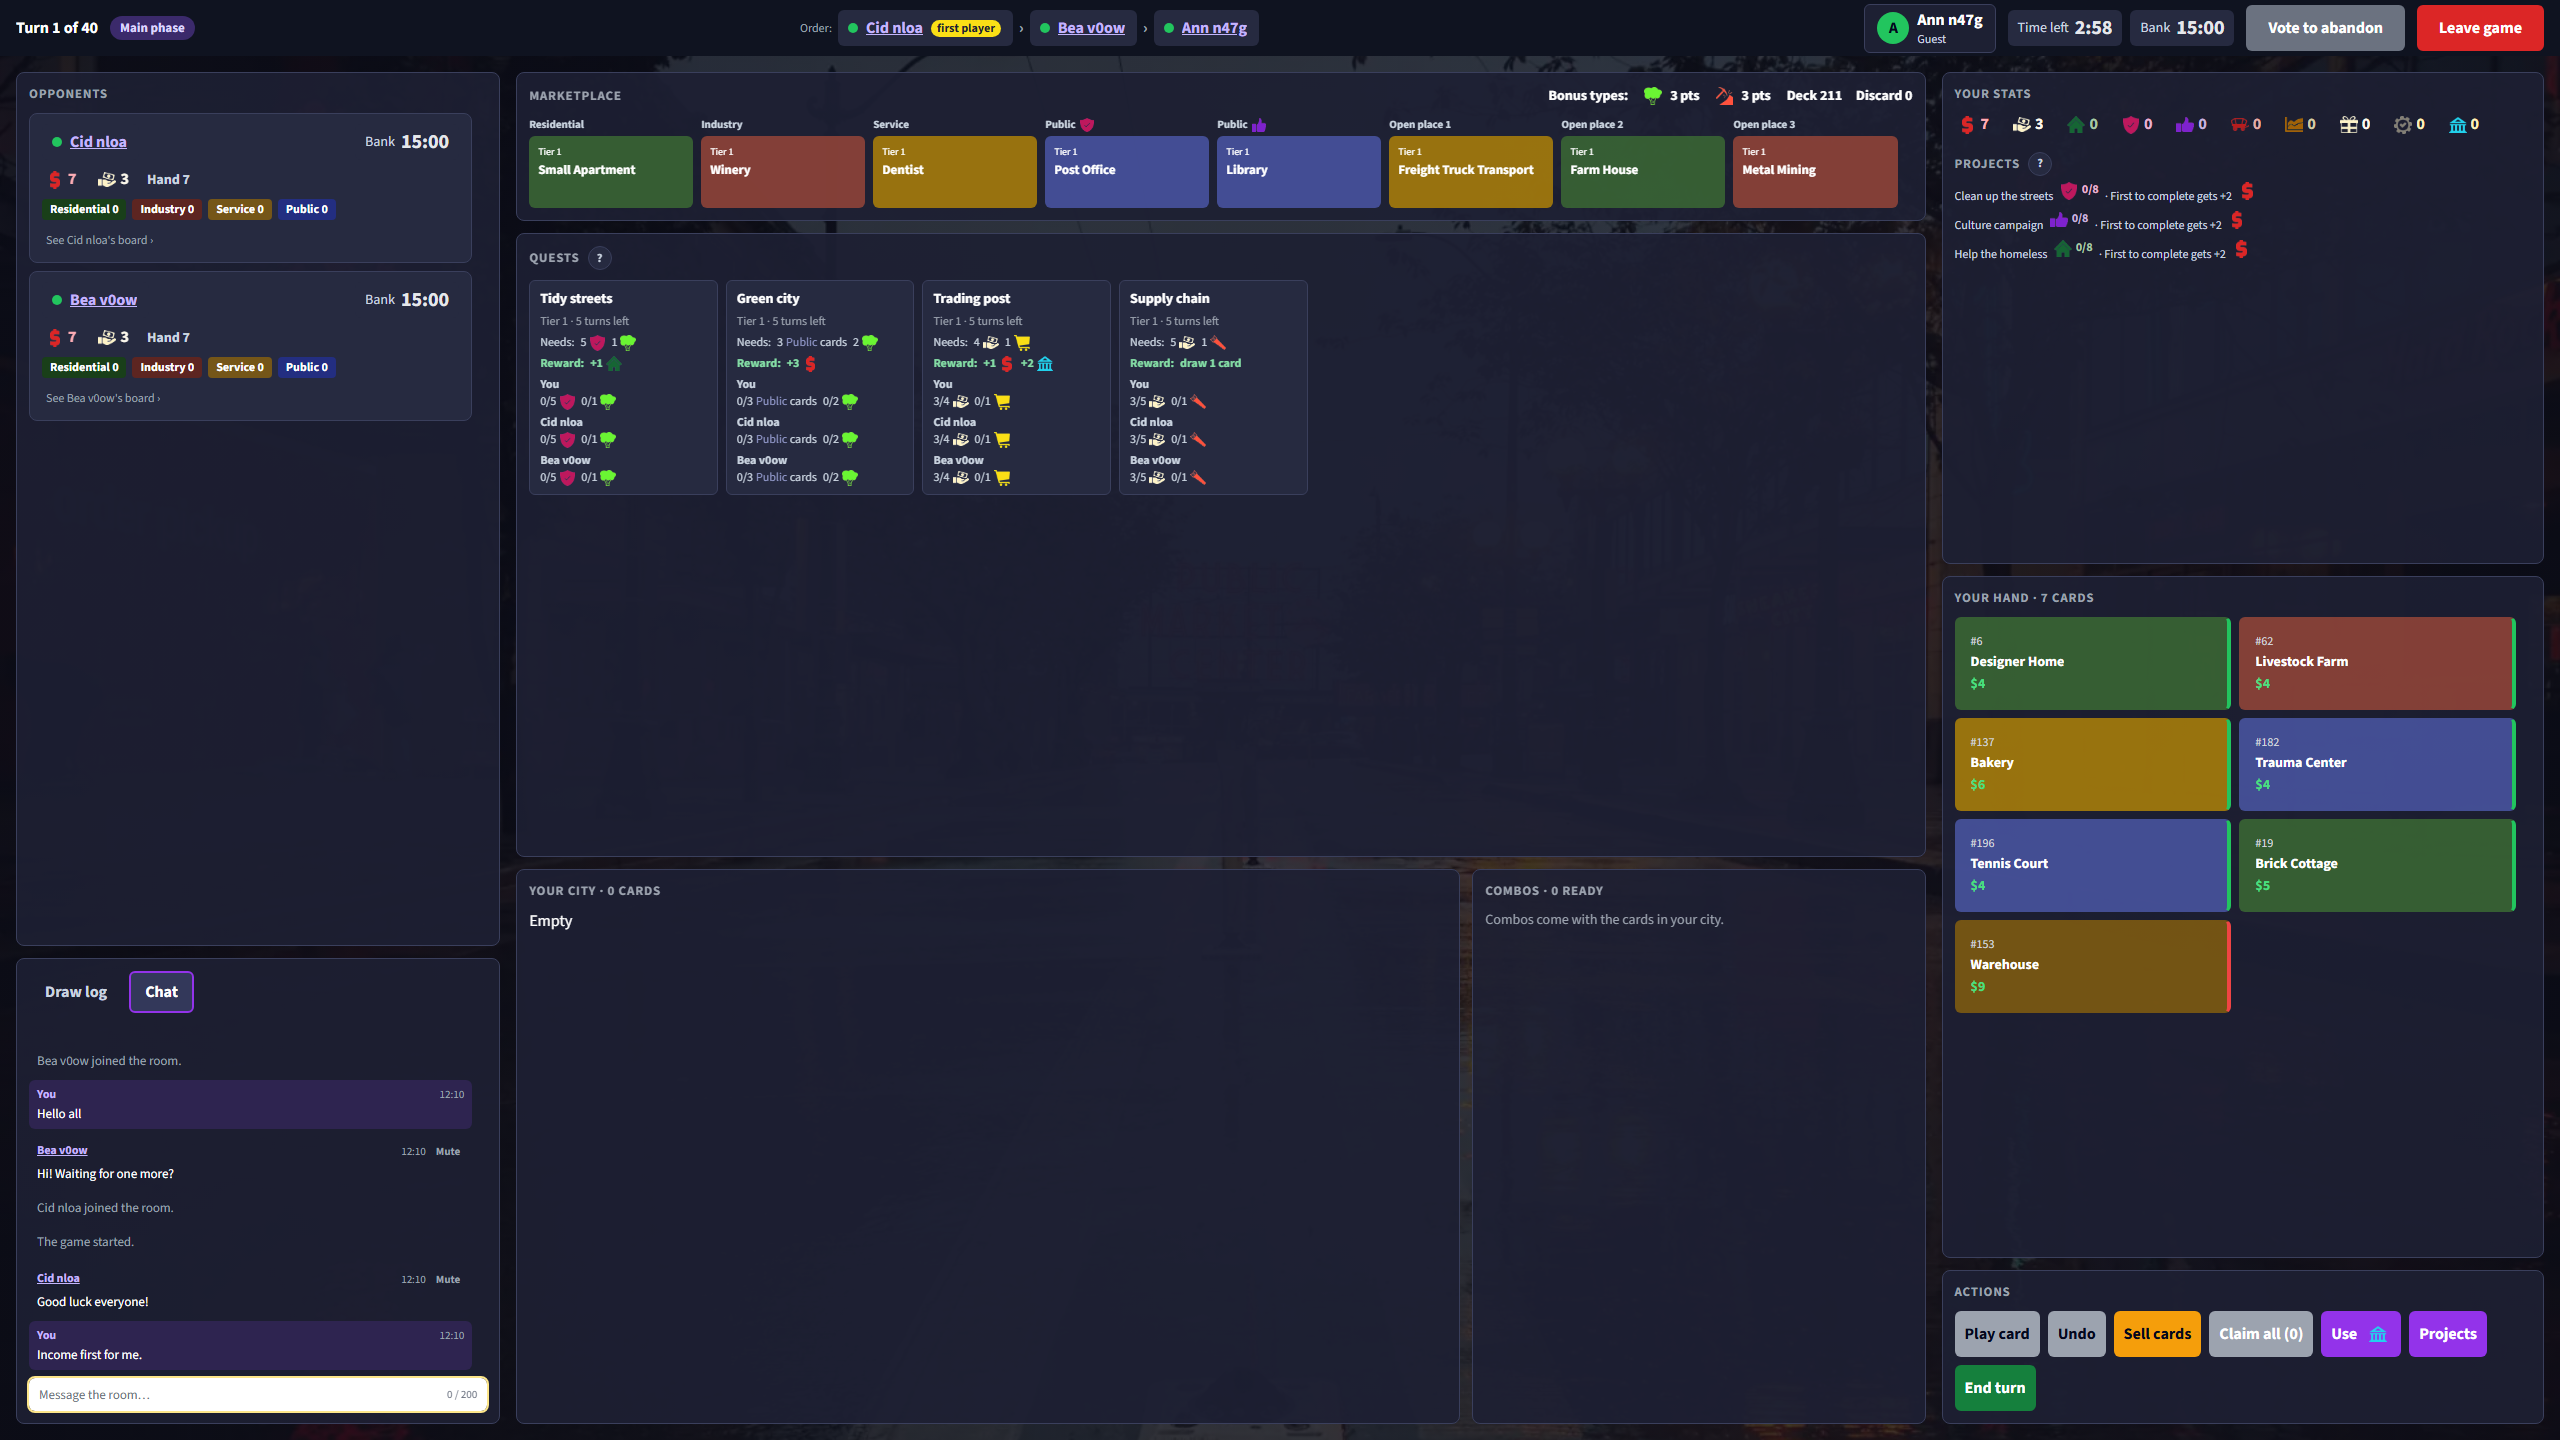 Turn 1 of 40 Main phase
Order: Cid nloa first player › Bea v0ow › Ann n47g
A Ann n47g
Guest
Time left 2:58
Bank 15:00
Vote to abandon
Leave game
OPPONENTS
Cid nloa Bank 15:00
7 3 Hand 7
Residential 0 Industry 0 Service 0 Public 0
See Cid nloa's board ›
Bea v0ow Bank 15:00
7 3 Hand 7
Residential 0 Industry 0 Service 0 Public 0
See Bea v0ow's board ›
Draw log Chat
Bea v0ow joined the room.
You 12:10
Hello all
Bea v0ow 12:10 Mute
Hi! Waiting for one more?
Cid nloa joined the room.
The game started.
Cid nloa 12:10 Mute
Good luck everyone!
You 12:10
Income first for me.
Message the room… 0 / 200
MARKETPLACE
Bonus types: 3 pts 3 pts Deck 211 Discard 0
Residential
Tier 1
Small Apartment
Industry
Tier 1
Winery
Service
Tier 1
Dentist
Public
Tier 1
Post Office
Public
Tier 1
Library
Open place 1
Tier 1
Freight Truck Transport
Open place 2
Tier 1
Farm House
Open place 3
Tier 1
Metal Mining
QUESTS ?
Tidy streets
Tier 1 · 5 turns left
Needs: 5 1
Reward: +1
You
0/5 0/1
Cid nloa
0/5 0/1
Bea v0ow
0/5 0/1
Green city
Tier 1 · 5 turns left
Needs: 3 Public cards 2
Reward: +3
You
0/3 Public cards 0/2
Cid nloa
0/3 Public cards 0/2
Bea v0ow
0/3 Public cards 0/2
Trading post
Tier 1 · 5 turns left
Needs: 4 1
Reward: +1 +2
You
3/4 0/1
Cid nloa
3/4 0/1
Bea v0ow
3/4 0/1
Supply chain
Tier 1 · 5 turns left
Needs: 5 1
Reward: draw 1 card
You
3/5 0/1
Cid nloa
3/5 0/1
Bea v0ow
3/5 0/1
YOUR CITY · 0 CARDS
Empty
COMBOS · 0 READY
Combos come with the cards in your city.
YOUR STATS
7 3 0 0 0 0 0 0 0 0
PROJECTS ?
Clean up the streets 0/8 · First to complete gets +2
Culture campaign 0/8 · First to complete gets +2
Help the homeless 0/8 · First to complete gets +2
YOUR HAND · 7 CARDS
#6
Designer Home
$4
#62
Livestock Farm
$4
#137
Bakery
$6
#182
Trauma Center
$4
#196
Tennis Court
$4
#19
Brick Cottage
$5
#153
Warehouse
$9
ACTIONS
Play card Undo Sell cards Claim all (0) Use Projects
End turn